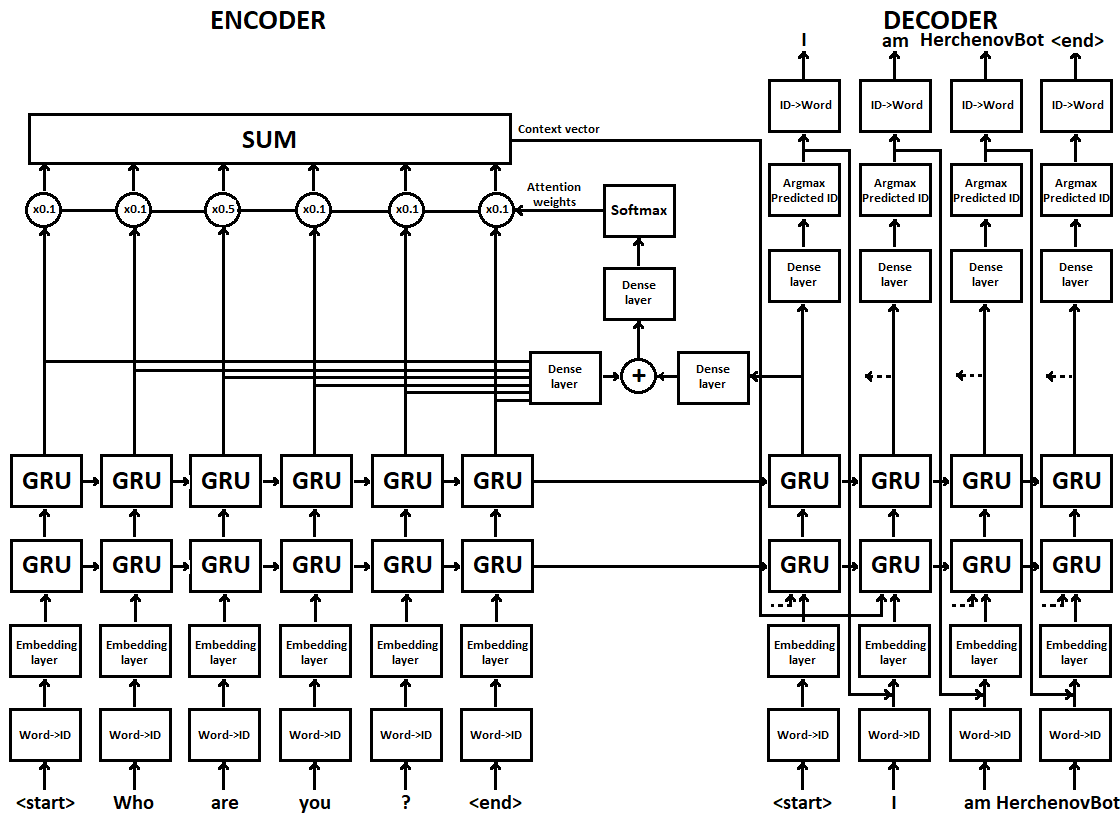 ENCODER
DECODER
I am HerchenovBot <end>
ID->Word ID->Word ID->Word ID->Word
SUM
Context vector
Argmax Argmax Argmax Argmax
Predicted ID Predicted ID Predicted ID Predicted ID
x0.1 x0.1 x0.5 x0.1 x0.1 x0.1
Attention
weights
Softmax
Dense Dense Dense Dense
layer layer layer layer
Dense
layer
Dense
layer
+
Dense
layer
GRU GRU GRU GRU GRU GRU GRU GRU GRU GRU
GRU GRU GRU GRU GRU GRU GRU GRU GRU GRU
Embedding Embedding Embedding Embedding Embedding Embedding Embedding Embedding Embedding Embedding
layer layer layer layer layer layer layer layer layer layer
Word->ID Word->ID Word->ID Word->ID Word->ID Word->ID Word->ID Word->ID Word->ID Word->ID
<start> Who are you ? <end> <start> I am HerchenovBot